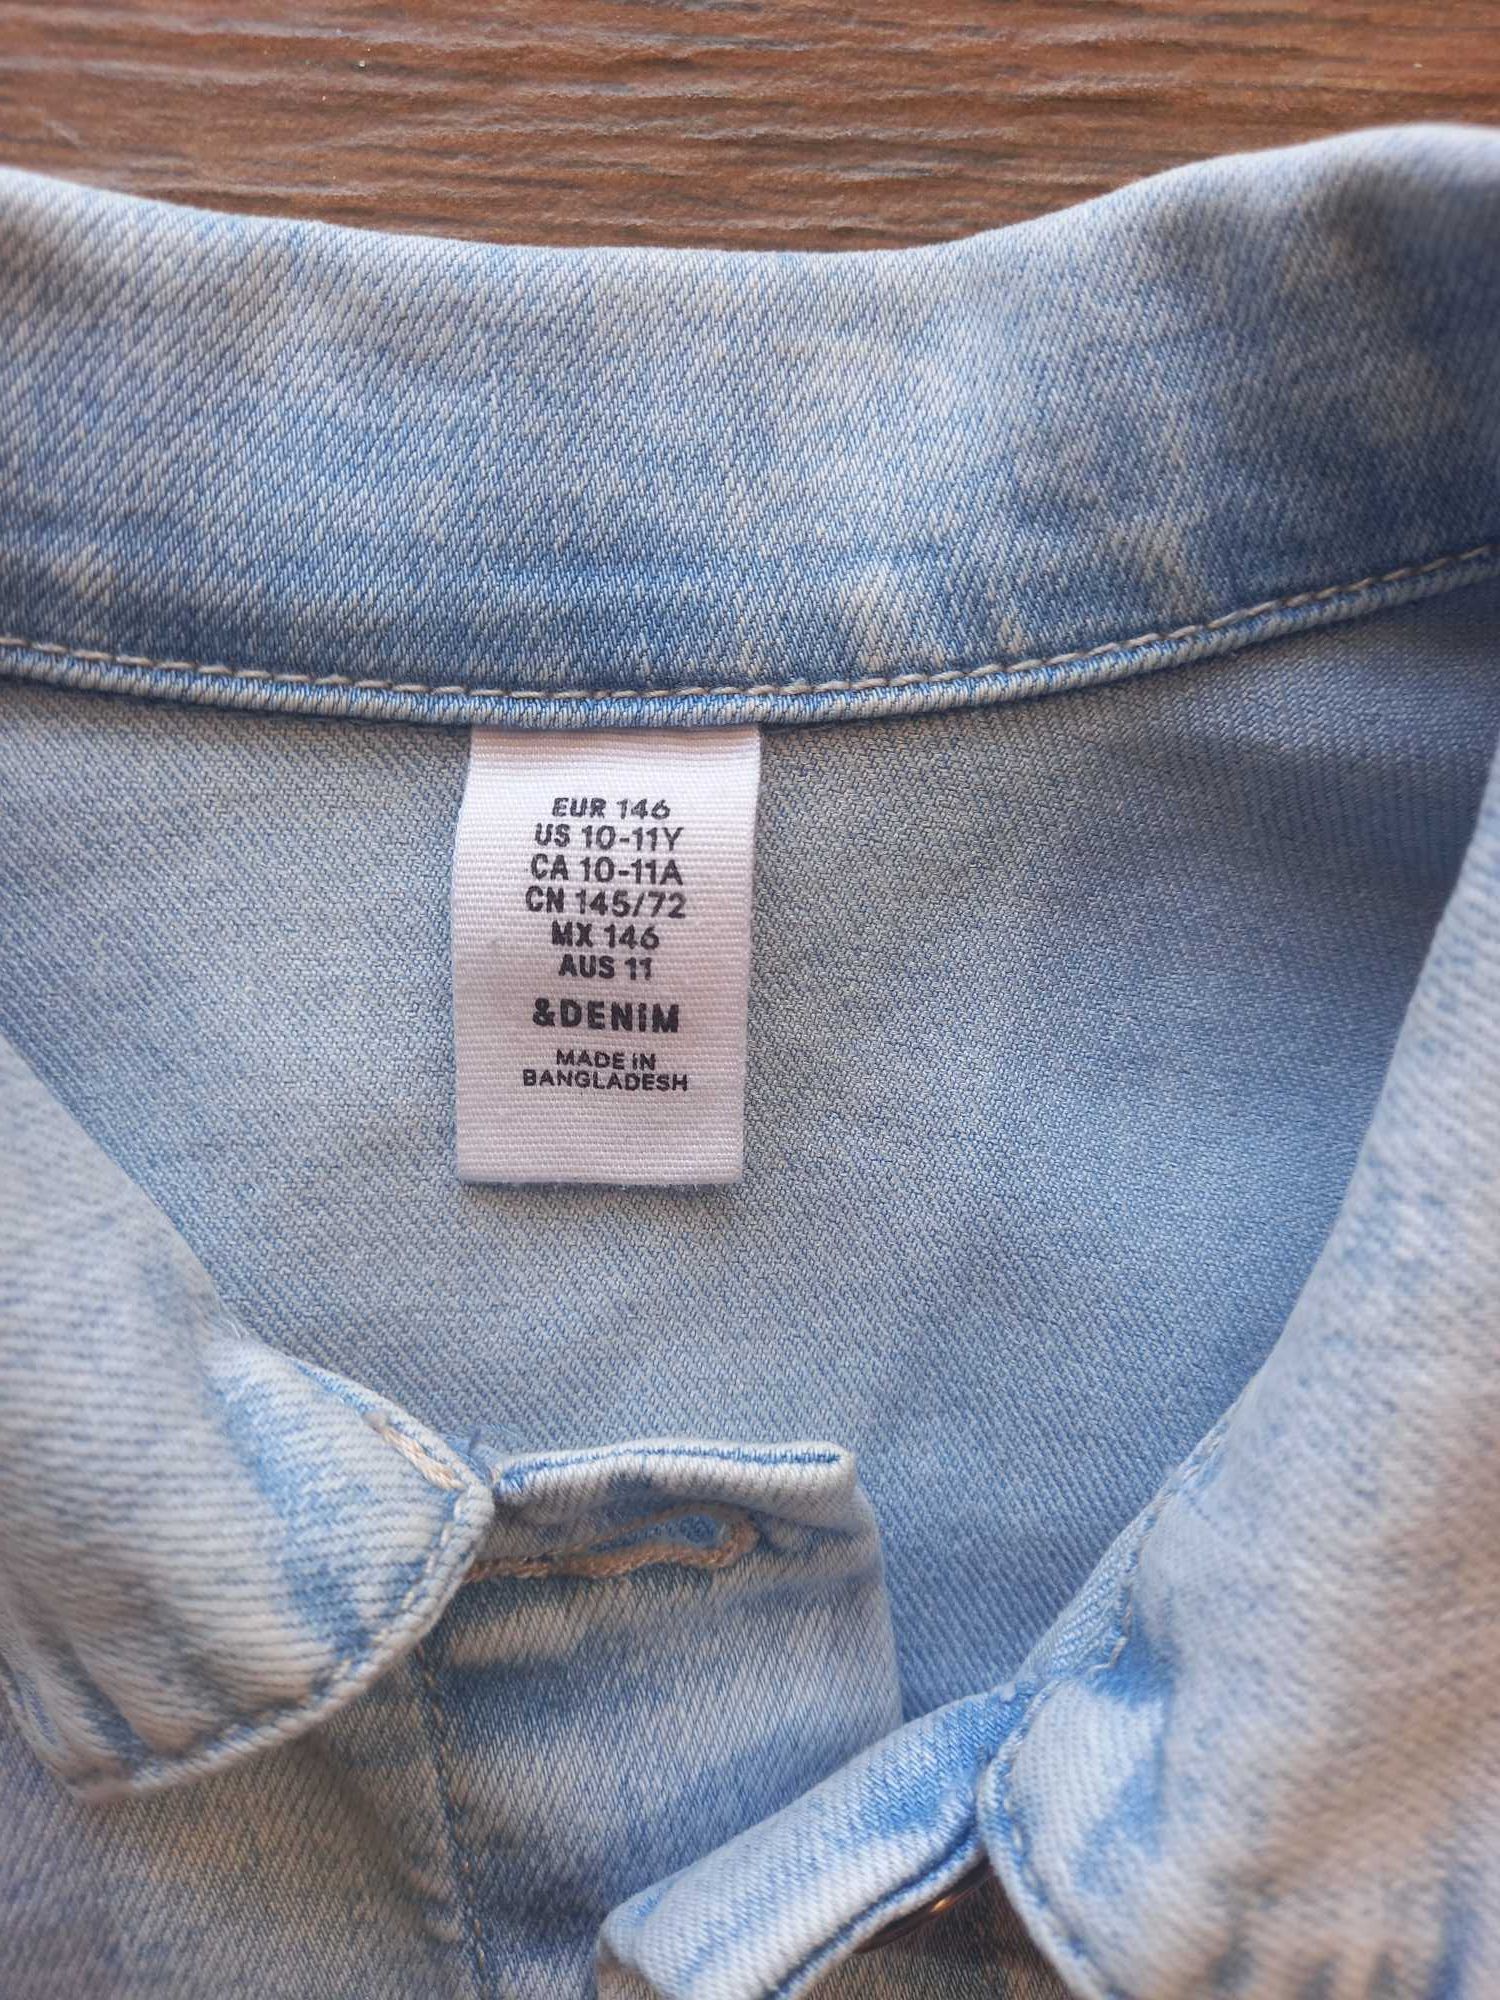 EUR 146
US 10-11Y
CA 10-11A
CN 145/72
MX 146
AUS 11
&DENIM
MADE IN
BANGLADESH